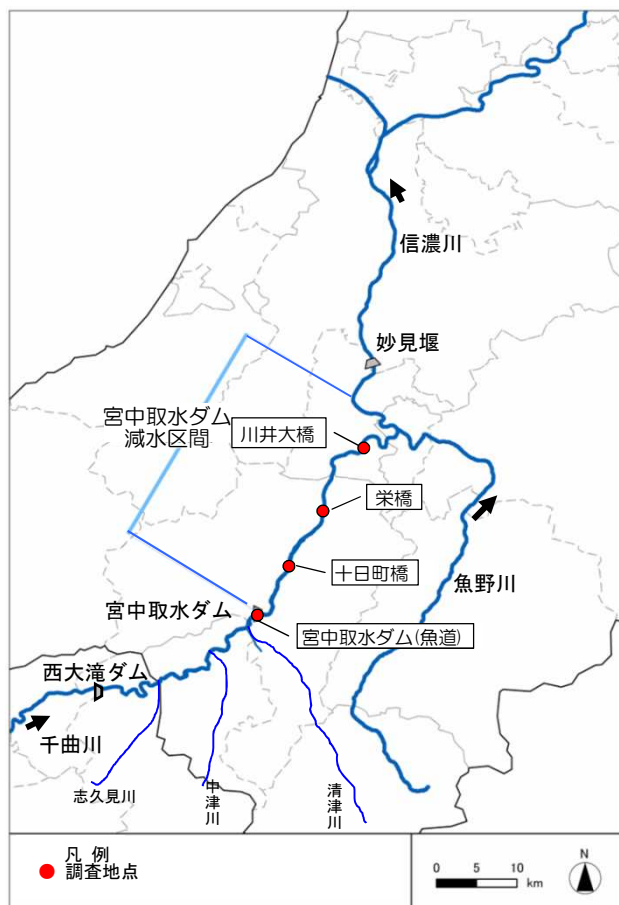 信濃川
妙見堰
宮中取水ダム
減水区間
川井大橋
栄橋
十日町橋
魚野川
宮中取水ダム
宮中取水ダム(魚道)
西大滝ダム
千曲川
志久見川
中津川
清津川
凡 例
調査地点
N
0 5 10
km